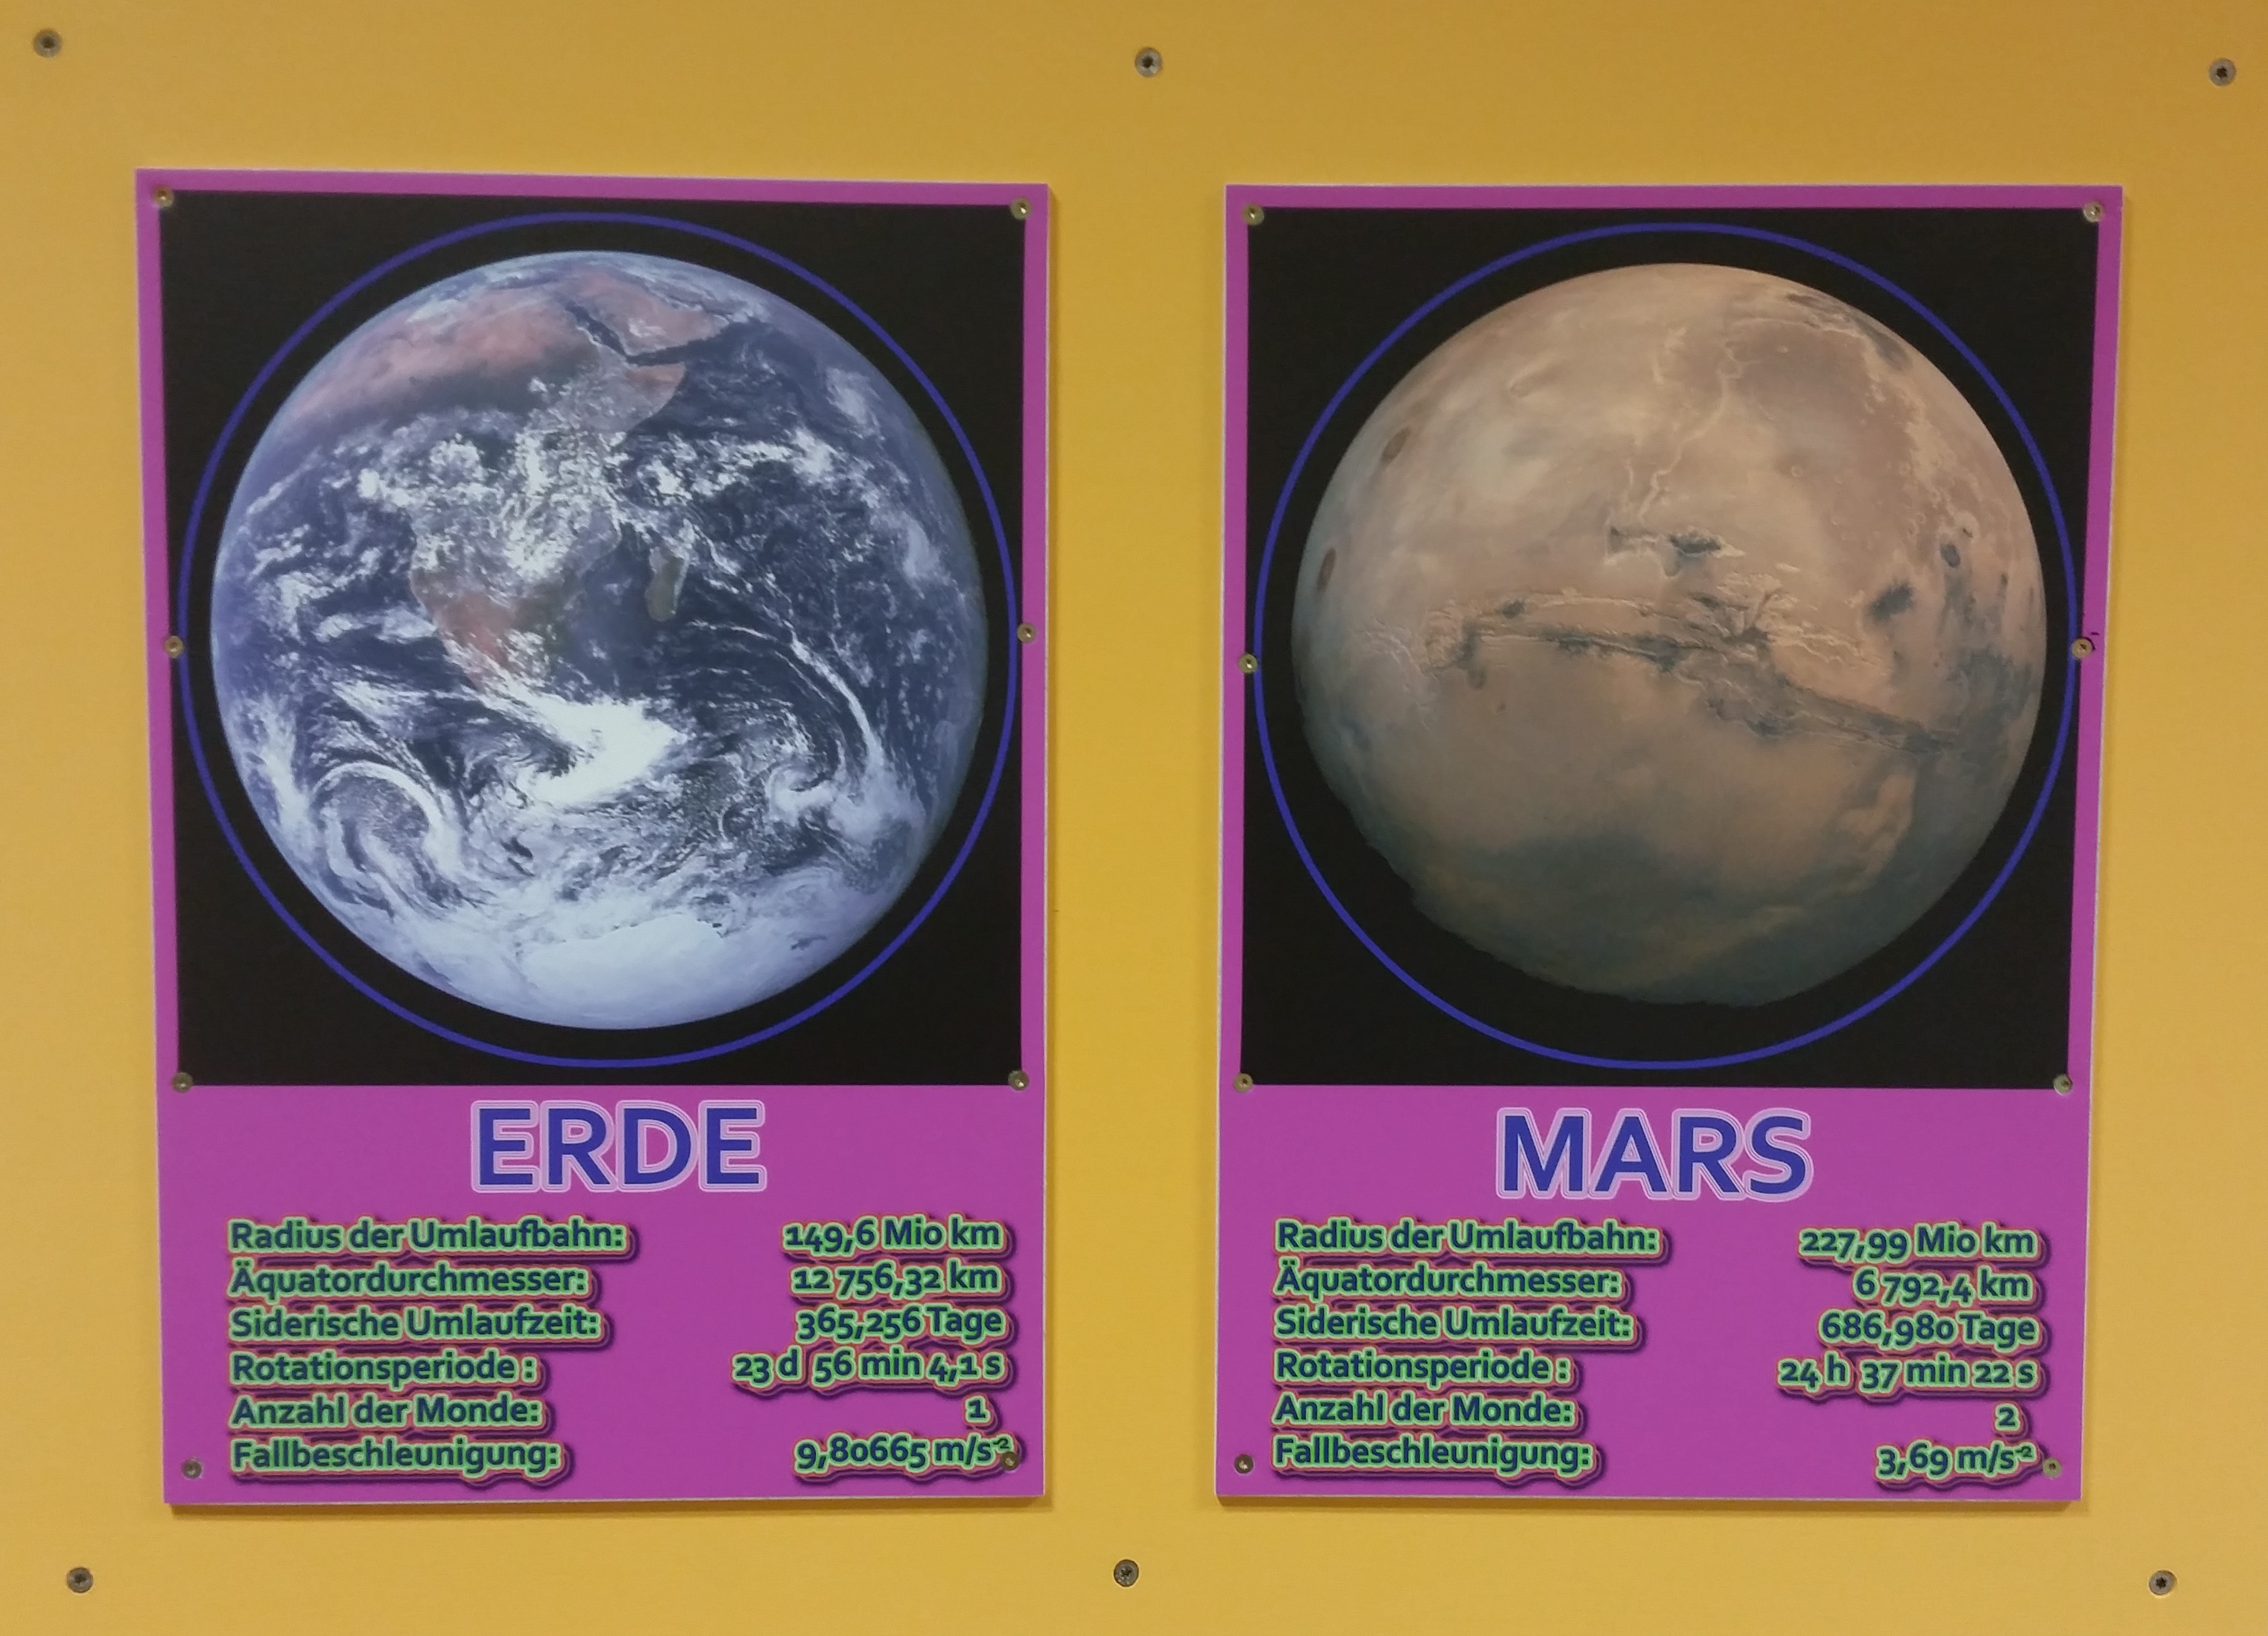 ERDE
Radius der Umlaufbahn: 149,6 Mio km
Äquatordurchmesser: 12 756,32 km
Siderische Umlaufzeit: 365,256 Tage
Rotationsperiode : 23 d 56 min 4,1 s
Anzahl der Monde: 1
Fallbeschleunigung: 9,80665 m/s⁻²
MARS
Radius der Umlaufbahn: 227,99 Mio km
Äquatordurchmesser: 6 792,4 km
Siderische Umlaufzeit: 686,980 Tage
Rotationsperiode : 24 h 37 min 22 s
Anzahl der Monde: 2
Fallbeschleunigung: 3,69 m/s⁻²